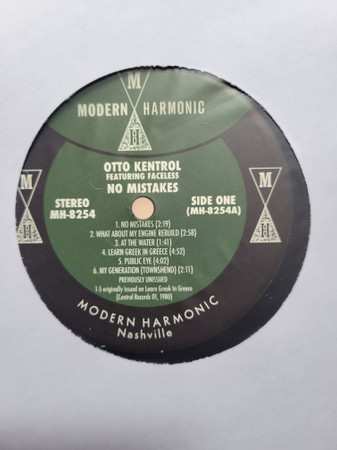 M
MODERN HARMONIC
H
OTTO KENTROL
FEATURING FACELESS
NO MISTAKES
M
H
STEREO
MH-8254
SIDE ONE
(MH-8254A)
M
H
1. NO MISTAKES (2:19)
2. WHAT ABOUT MY ENGINE REBUILD (2:58)
3. AT THE WATER (1:41)
4. LEARN GREEK IN GREECE (4:52)
5. PUBLIC EYE (4:02)
6. MY GENERATION [TOWNSHEND] (2:11)
PREVIOUSLY UNISSUED
1-5 originally issued on Learn Greek In Greece
(Central Records 01, 1980)
MODERN HARMONIC
Nashville